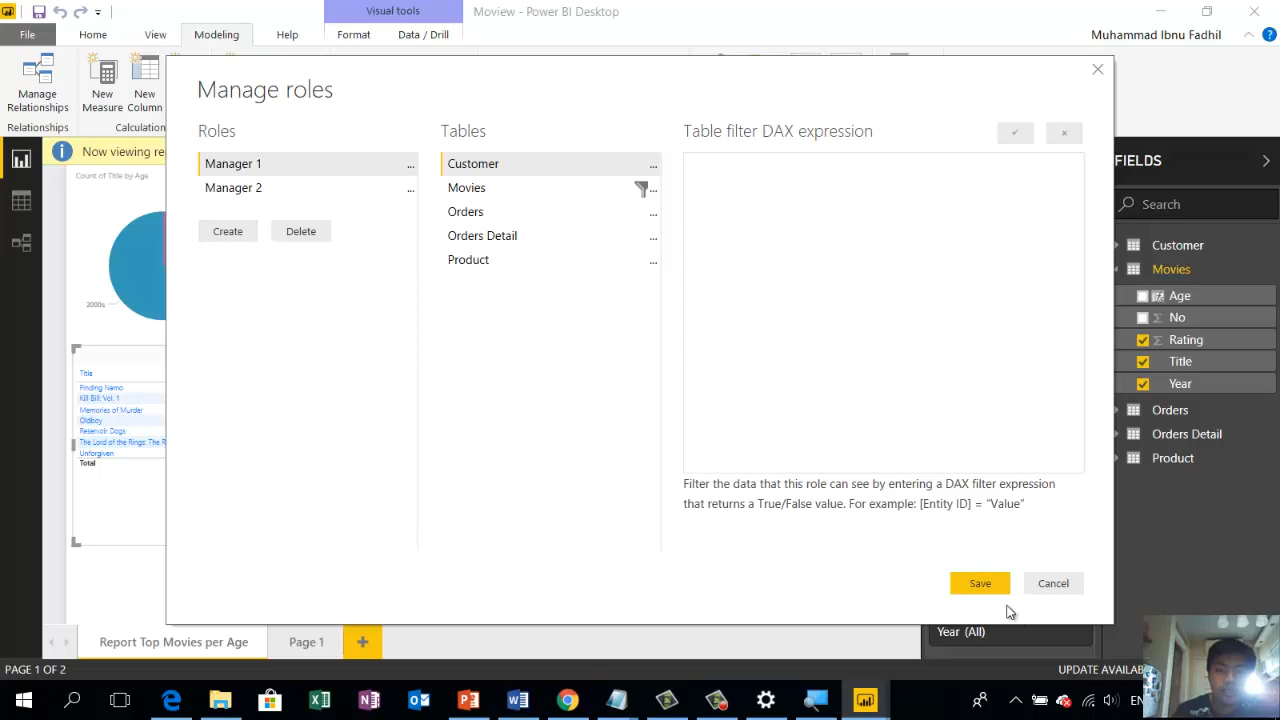 Visual tools
Moview - Power BI Desktop
File
Home
View
Modeling
Help
Format
Data / Drill
Muhammad Ibnu Fadhil
Manage
Relationships
New
Measure
New
Column
Relationships
Calculation
Now viewing re
Count of Title by Age
2000s
Title
Finding Nemo
Kill Bill: Vol. 1
Memories of Murder
Oldboy
Reservoir Dogs
The Lord of the Rings: The R
Unforgiven
Total
Manage roles
Roles
Manager 1
...
Manager 2
...
Create
Delete
Tables
Customer
...
Movies
...
Orders
...
Orders Detail
...
Product
...
Table filter DAX expression
Filter the data that this role can see by entering a DAX filter expression
that returns a True/False value. For example: [Entity ID] = “Value”
Save
Cancel
FIELDS
Search
Customer
Movies
Age
No
Rating
Title
Year
Orders
Orders Detail
Product
Year (All)
Report Top Movies per Age
Page 1
PAGE 1 OF 2
UPDATE AVAILAB